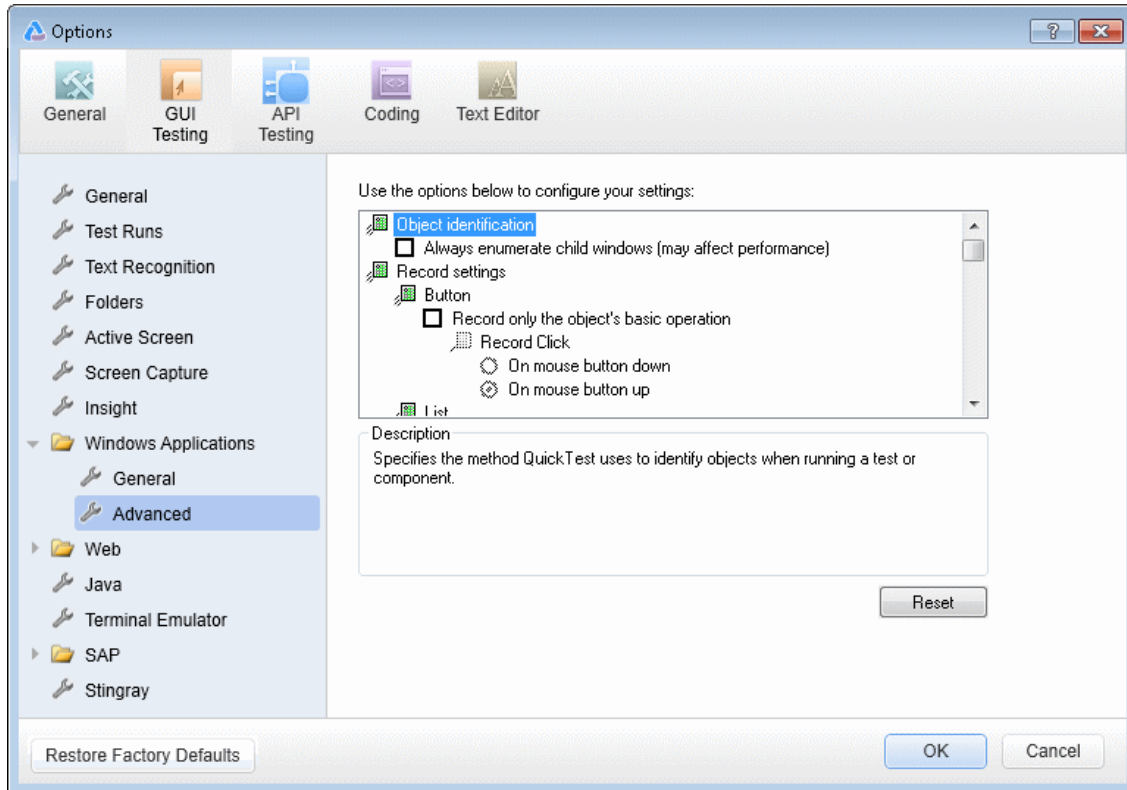 Options
General
GUI
Testing
API
Testing
Coding
Text Editor
General
Test Runs
Text Recognition
Folders
Active Screen
Screen Capture
Insight
Windows Applications
General
Advanced
Web
Java
Terminal Emulator
SAP
Stingray
Use the options below to configure your settings:
Object identification
Always enumerate child windows (may affect performance)
Record settings
Button
Record only the object's basic operation
Record Click
On mouse button down
On mouse button up
List
Description
Specifies the method QuickTest uses to identify objects when running a test or
component.
Reset
Restore Factory Defaults
OK
Cancel